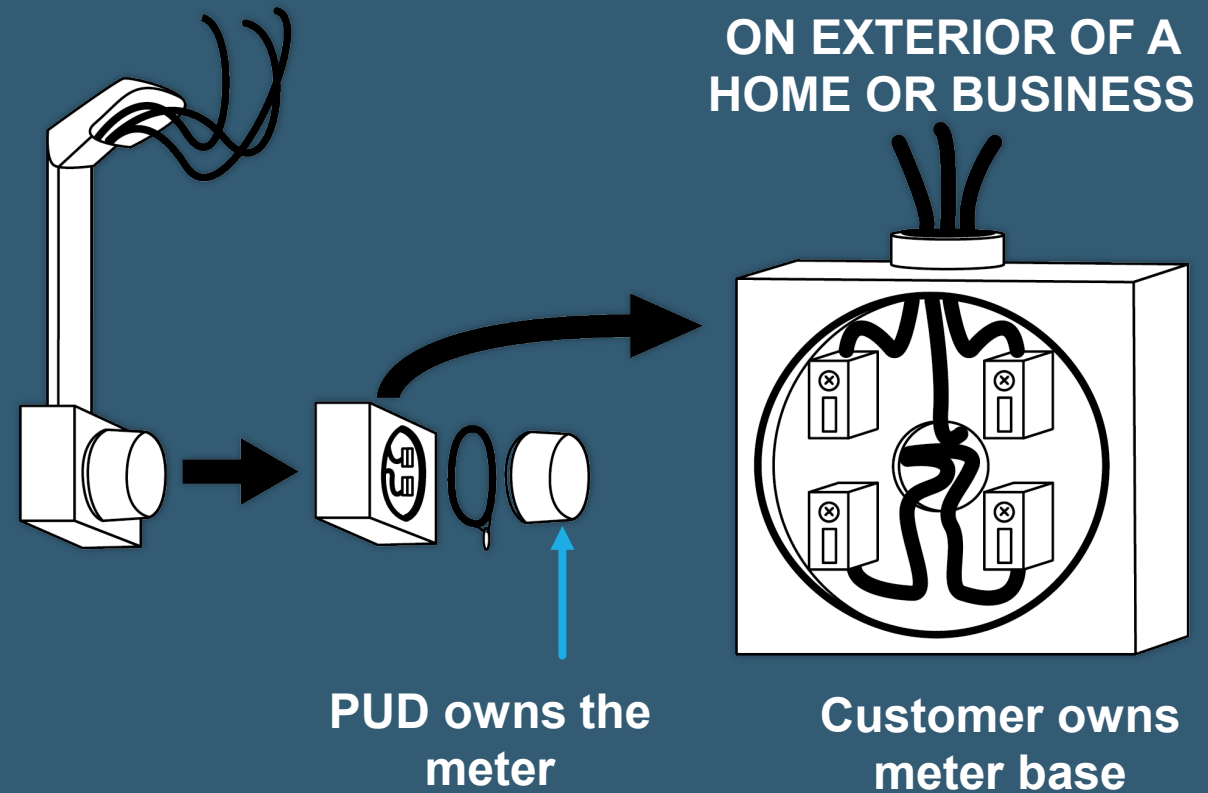 ON EXTERIOR OF A
HOME OR BUSINESS
PUD owns the
meter
Customer owns
meter base